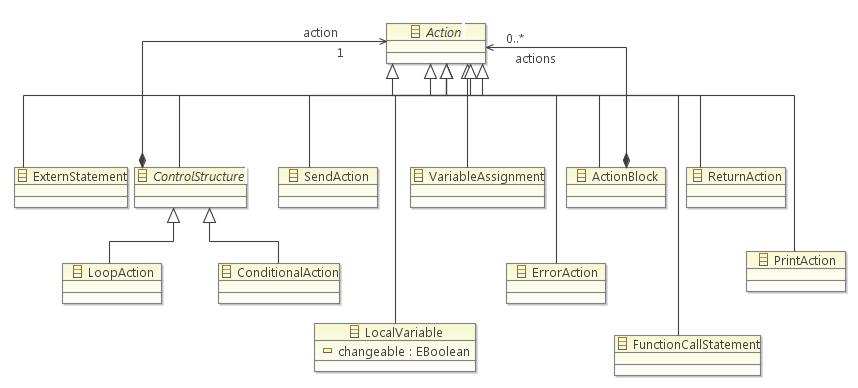 Action
action
1
0..*
actions
ExternStatement
ControlStructure
SendAction
VariableAssignment
ActionBlock
ReturnAction
LoopAction
ConditionalAction
ErrorAction
PrintAction
LocalVariable
changeable : EBoolean
FunctionCallStatement